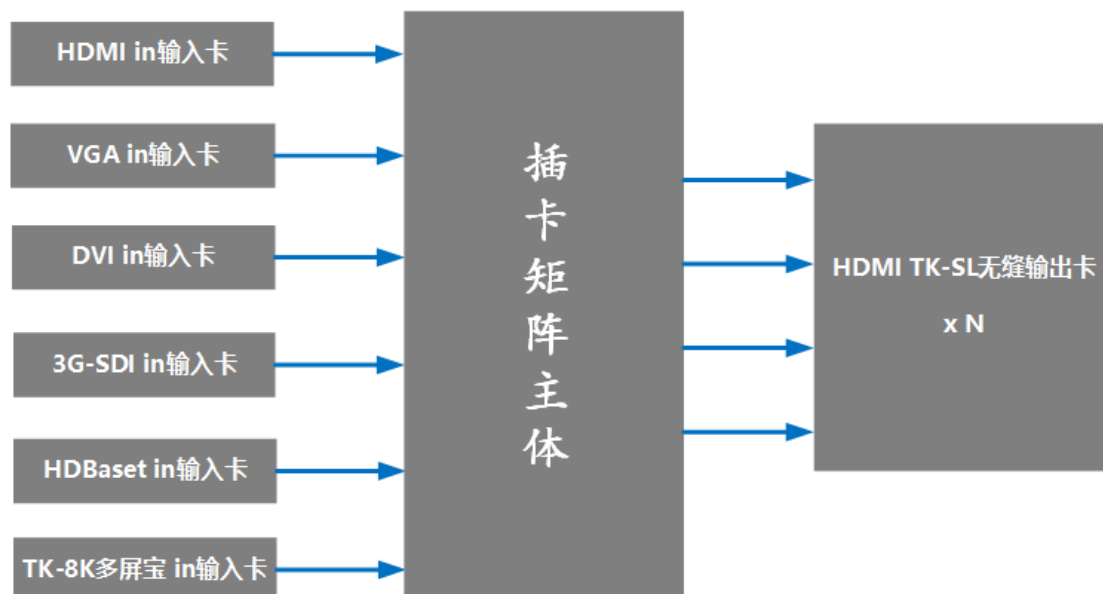 HDMI in输入卡
VGA in输入卡
DVI in输入卡
3G-SDI in输入卡
HDBaset in输入卡
TK-8K多屏宝 in输入卡
插卡矩阵主体
HDMI TK-SL无缝输出卡
x N